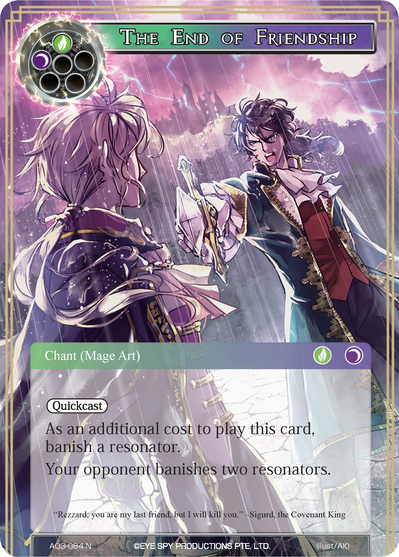 The End of Friendship
Chant (Mage Art)
Quickcast
As an additional cost to play this card,
banish a resonator.
Your opponent banishes two resonators.
“Rezzard, you are my last friend, but I will kill you.” –Sigurd, the Covenant King
A03-084 N ©EYE SPY PRODUCTIONS PTE. LTD. Illust/AKI